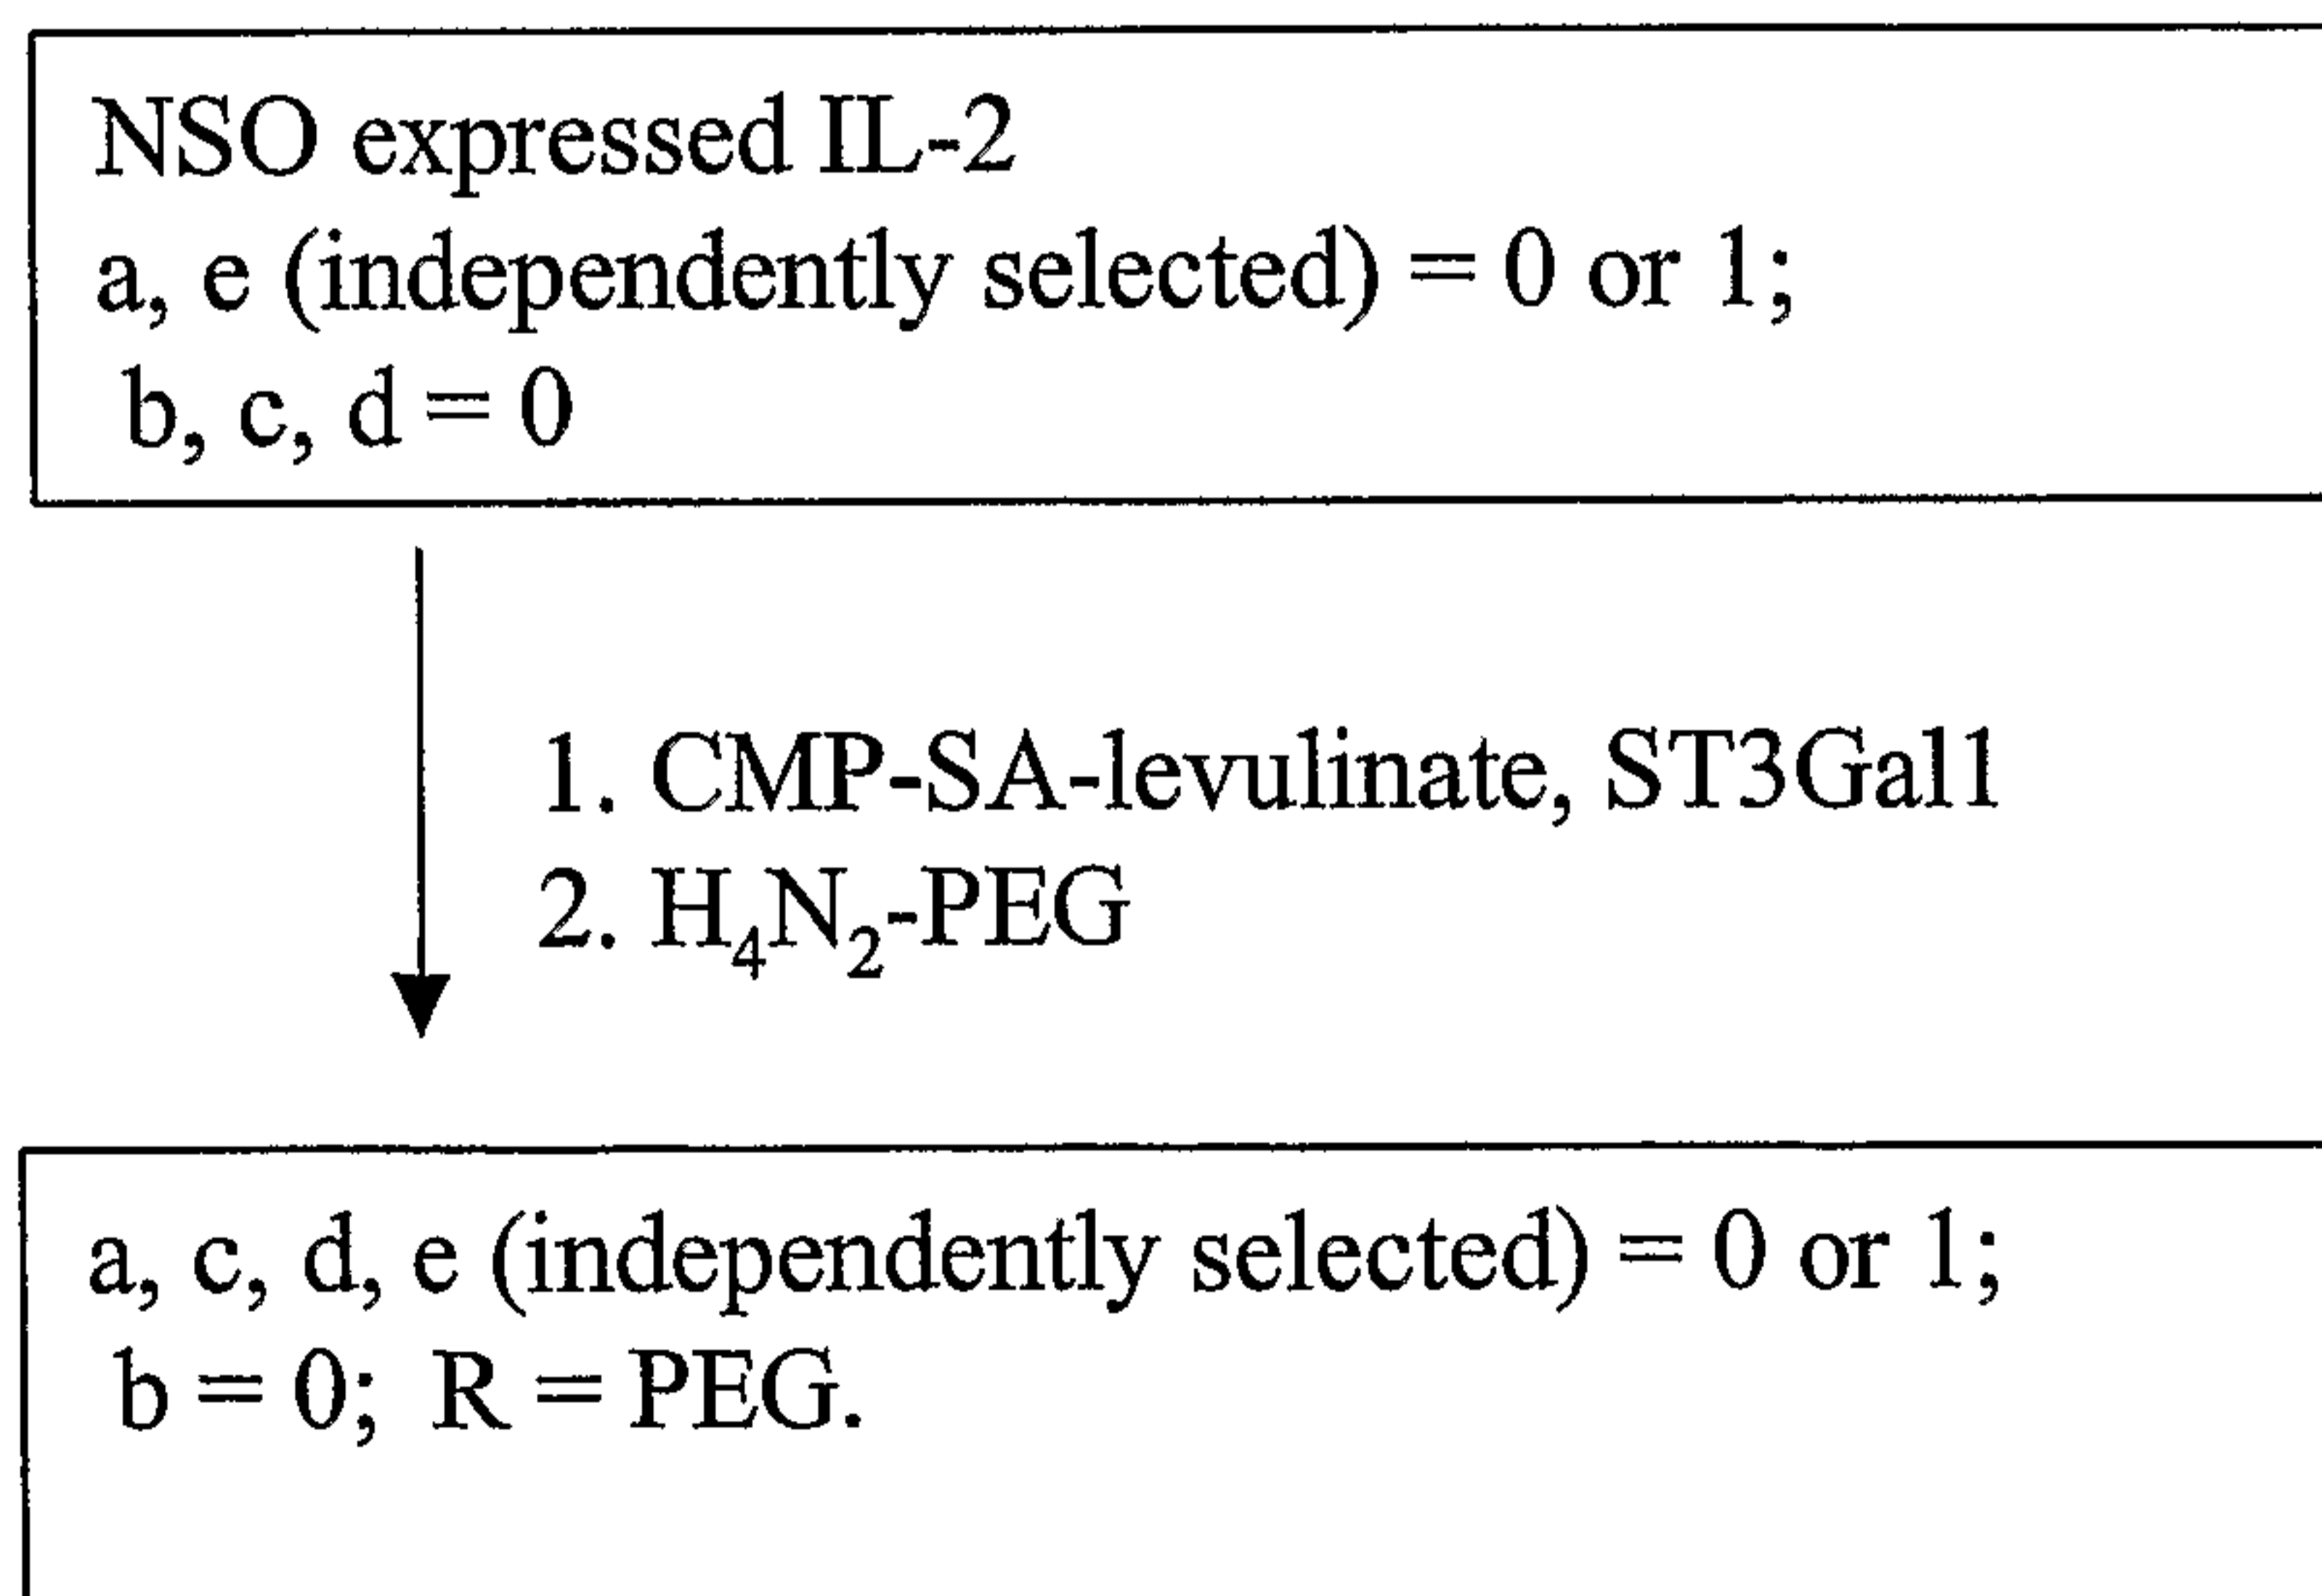 NSO expressed IL-2
a, e (independently selected) = 0 or 1;
b, c, d = 0
1. CMP-SA-levulinate, ST3Gal1
2. H₄N₂-PEG
a, c, d, e (independently selected) = 0 or 1;
b = 0; R = PEG.